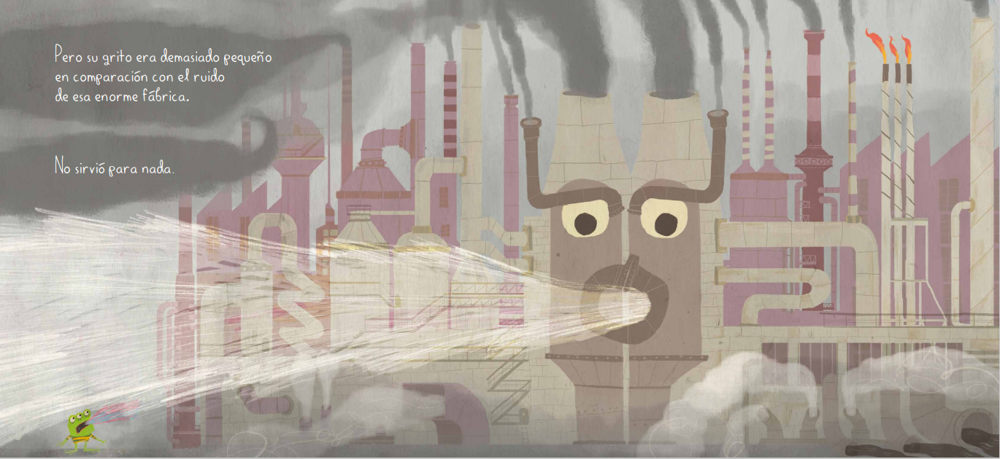 Pero su grito era demasiado pequeño
en comparación con el ruido
de esa enorme fábrica.
No sirvió para nada.